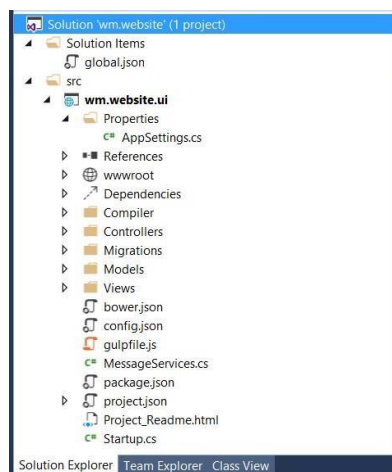 Solution 'wm.website' (1 project)
Solution Items
global.json
src
wm.website.ui
Properties
C# AppSettings.cs
References
wwwroot
Dependencies
Compiler
Controllers
Migrations
Models
Views
bower.json
config.json
gulpfile.js
C# MessageServices.cs
package.json
project.json
Project_Readme.html
C# Startup.cs
Solution Explorer Team Explorer Class View